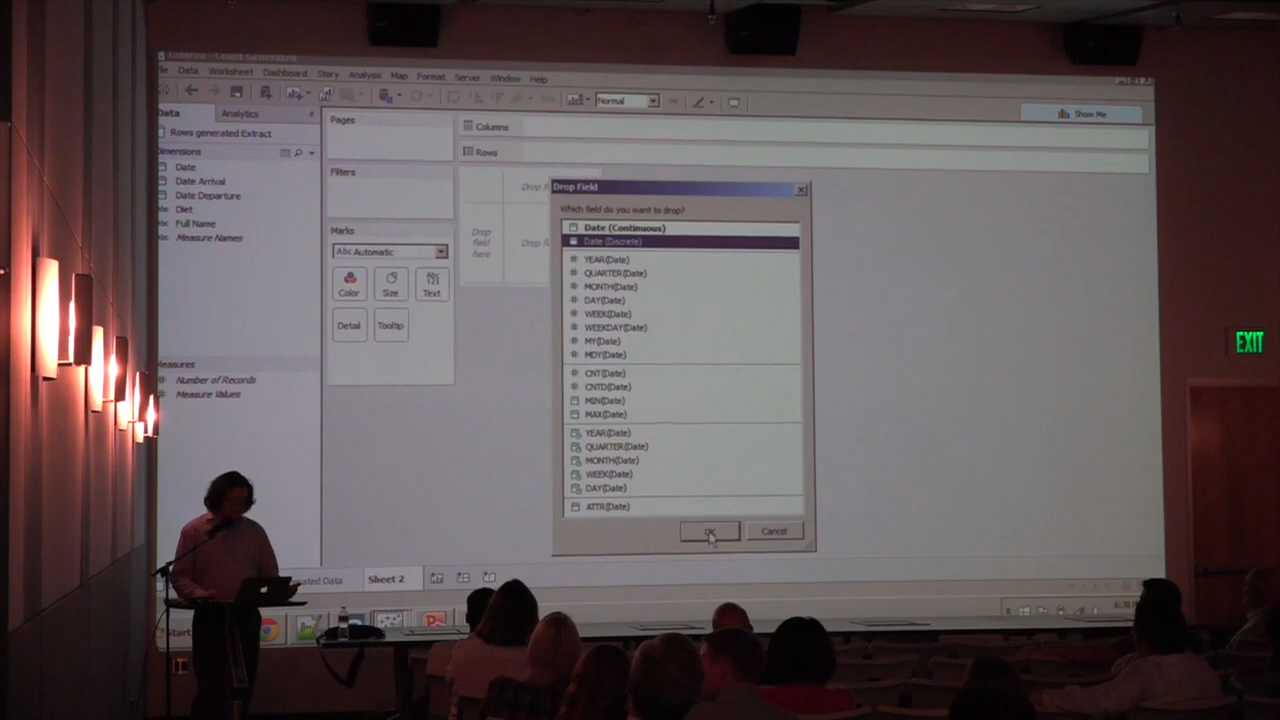 Data Worksheet Dashboard Story Analysis Map Format Server Window Help
Normal
Show Me
Data Analytics
Rows generated Extract
Dimensions
Date
Date Arrival
Date Departure
Abc Diet
Abc Full Name
Abc Measure Names
Measures
# Number of Records
# Measure Values
Pages
Filters
Marks
Abc Automatic
Color Size Text
Detail Tooltip
Columns
Rows
Drop field here
Drop Field
Which field do you want to drop?
Date (Continuous)
Date (Discrete)
# YEAR(Date)
# QUARTER(Date)
# MONTH(Date)
# DAY(Date)
# WEEK(Date)
# WEEKDAY(Date)
# MY(Date)
# MDY(Date)
# CNT(Date)
# CNTD(Date)
MIN(Date)
MAX(Date)
YEAR(Date)
QUARTER(Date)
MONTH(Date)
WEEK(Date)
DAY(Date)
ATTR(Date)
OK Cancel
Data Sheet 2
Start
EXIT